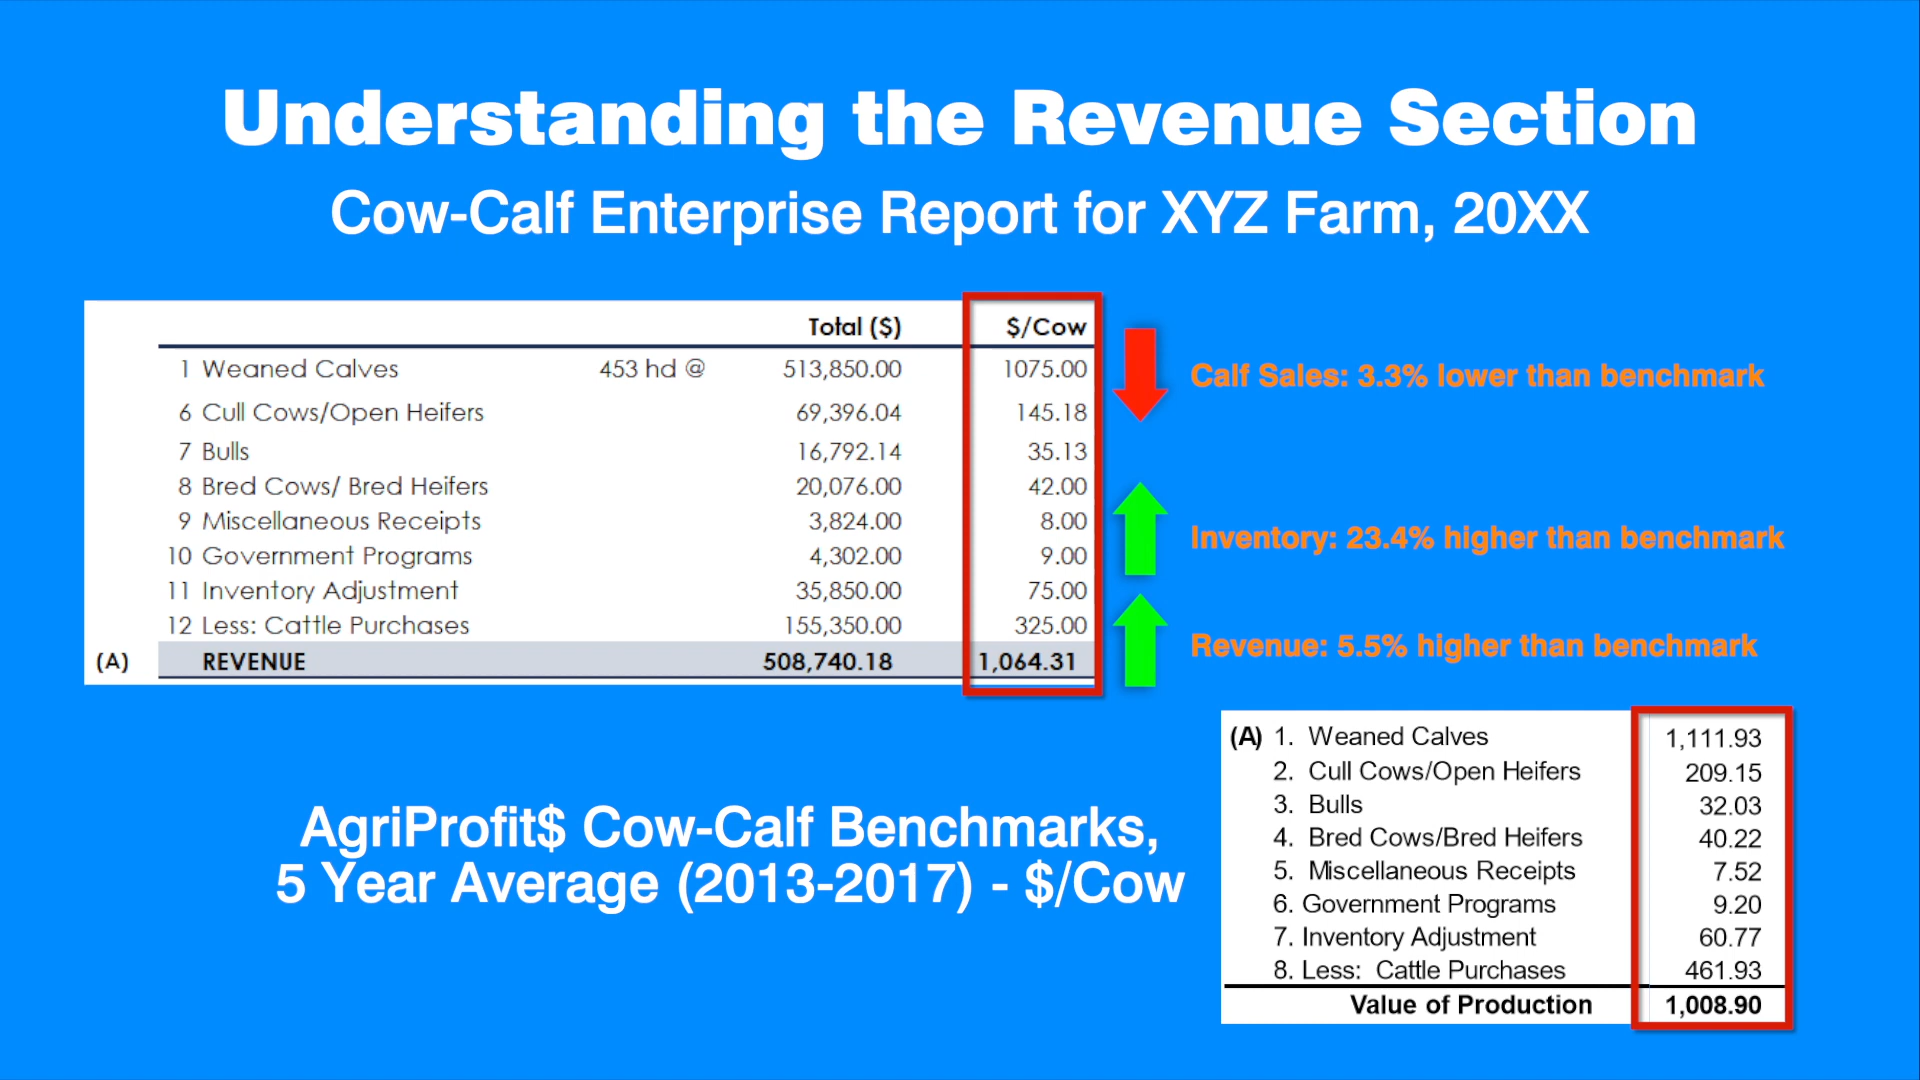 Understanding the Revenue Section
Cow-Calf Enterprise Report for XYZ Farm, 20XX
Total ($) $/Cow
1 Weaned Calves 453 hd @ 513,850.00 1075.00
6 Cull Cows/Open Heifers 69,396.04 145.18
7 Bulls 16,792.14 35.13
8 Bred Cows/ Bred Heifers 20,076.00 42.00
9 Miscellaneous Receipts 3,824.00 8.00
10 Government Programs 4,302.00 9.00
11 Inventory Adjustment 35,850.00 75.00
12 Less: Cattle Purchases 155,350.00 325.00
(A) REVENUE 508,740.18 1,064.31
Calf Sales: 3.3% lower than benchmark
Inventory: 23.4% higher than benchmark
Revenue: 5.5% higher than benchmark
AgriProfit$ Cow-Calf Benchmarks,
5 Year Average (2013-2017) - $/Cow
(A) 1. Weaned Calves 1,111.93
2. Cull Cows/Open Heifers 209.15
3. Bulls 32.03
4. Bred Cows/Bred Heifers 40.22
5. Miscellaneous Receipts 7.52
6. Government Programs 9.20
7. Inventory Adjustment 60.77
8. Less: Cattle Purchases 461.93
Value of Production 1,008.90